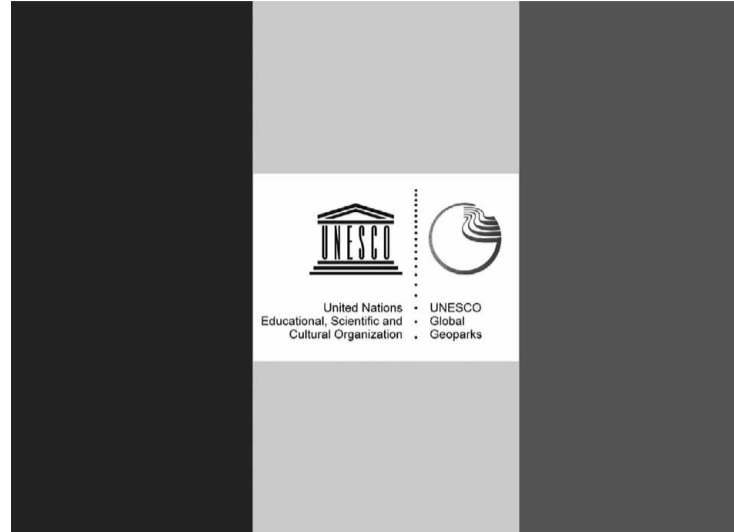 UNESCO
United Nations
Educational, Scientific and
Cultural Organization
UNESCO
Global
Geoparks